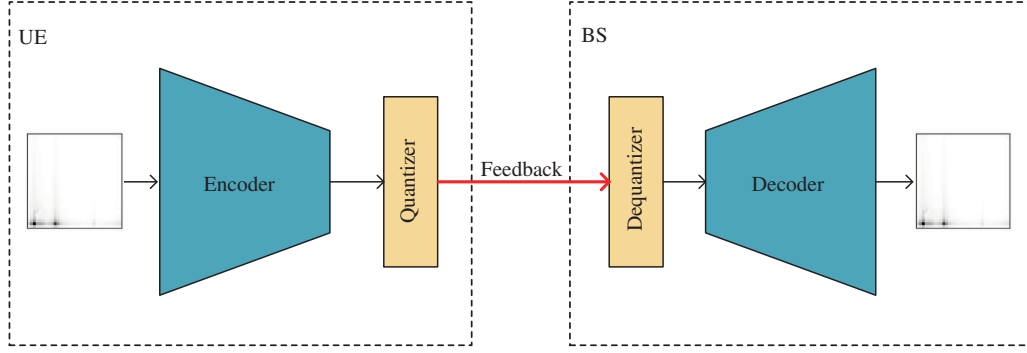 UE
BS
Encoder
Quantizer
Feedback
Dequantizer
Decoder